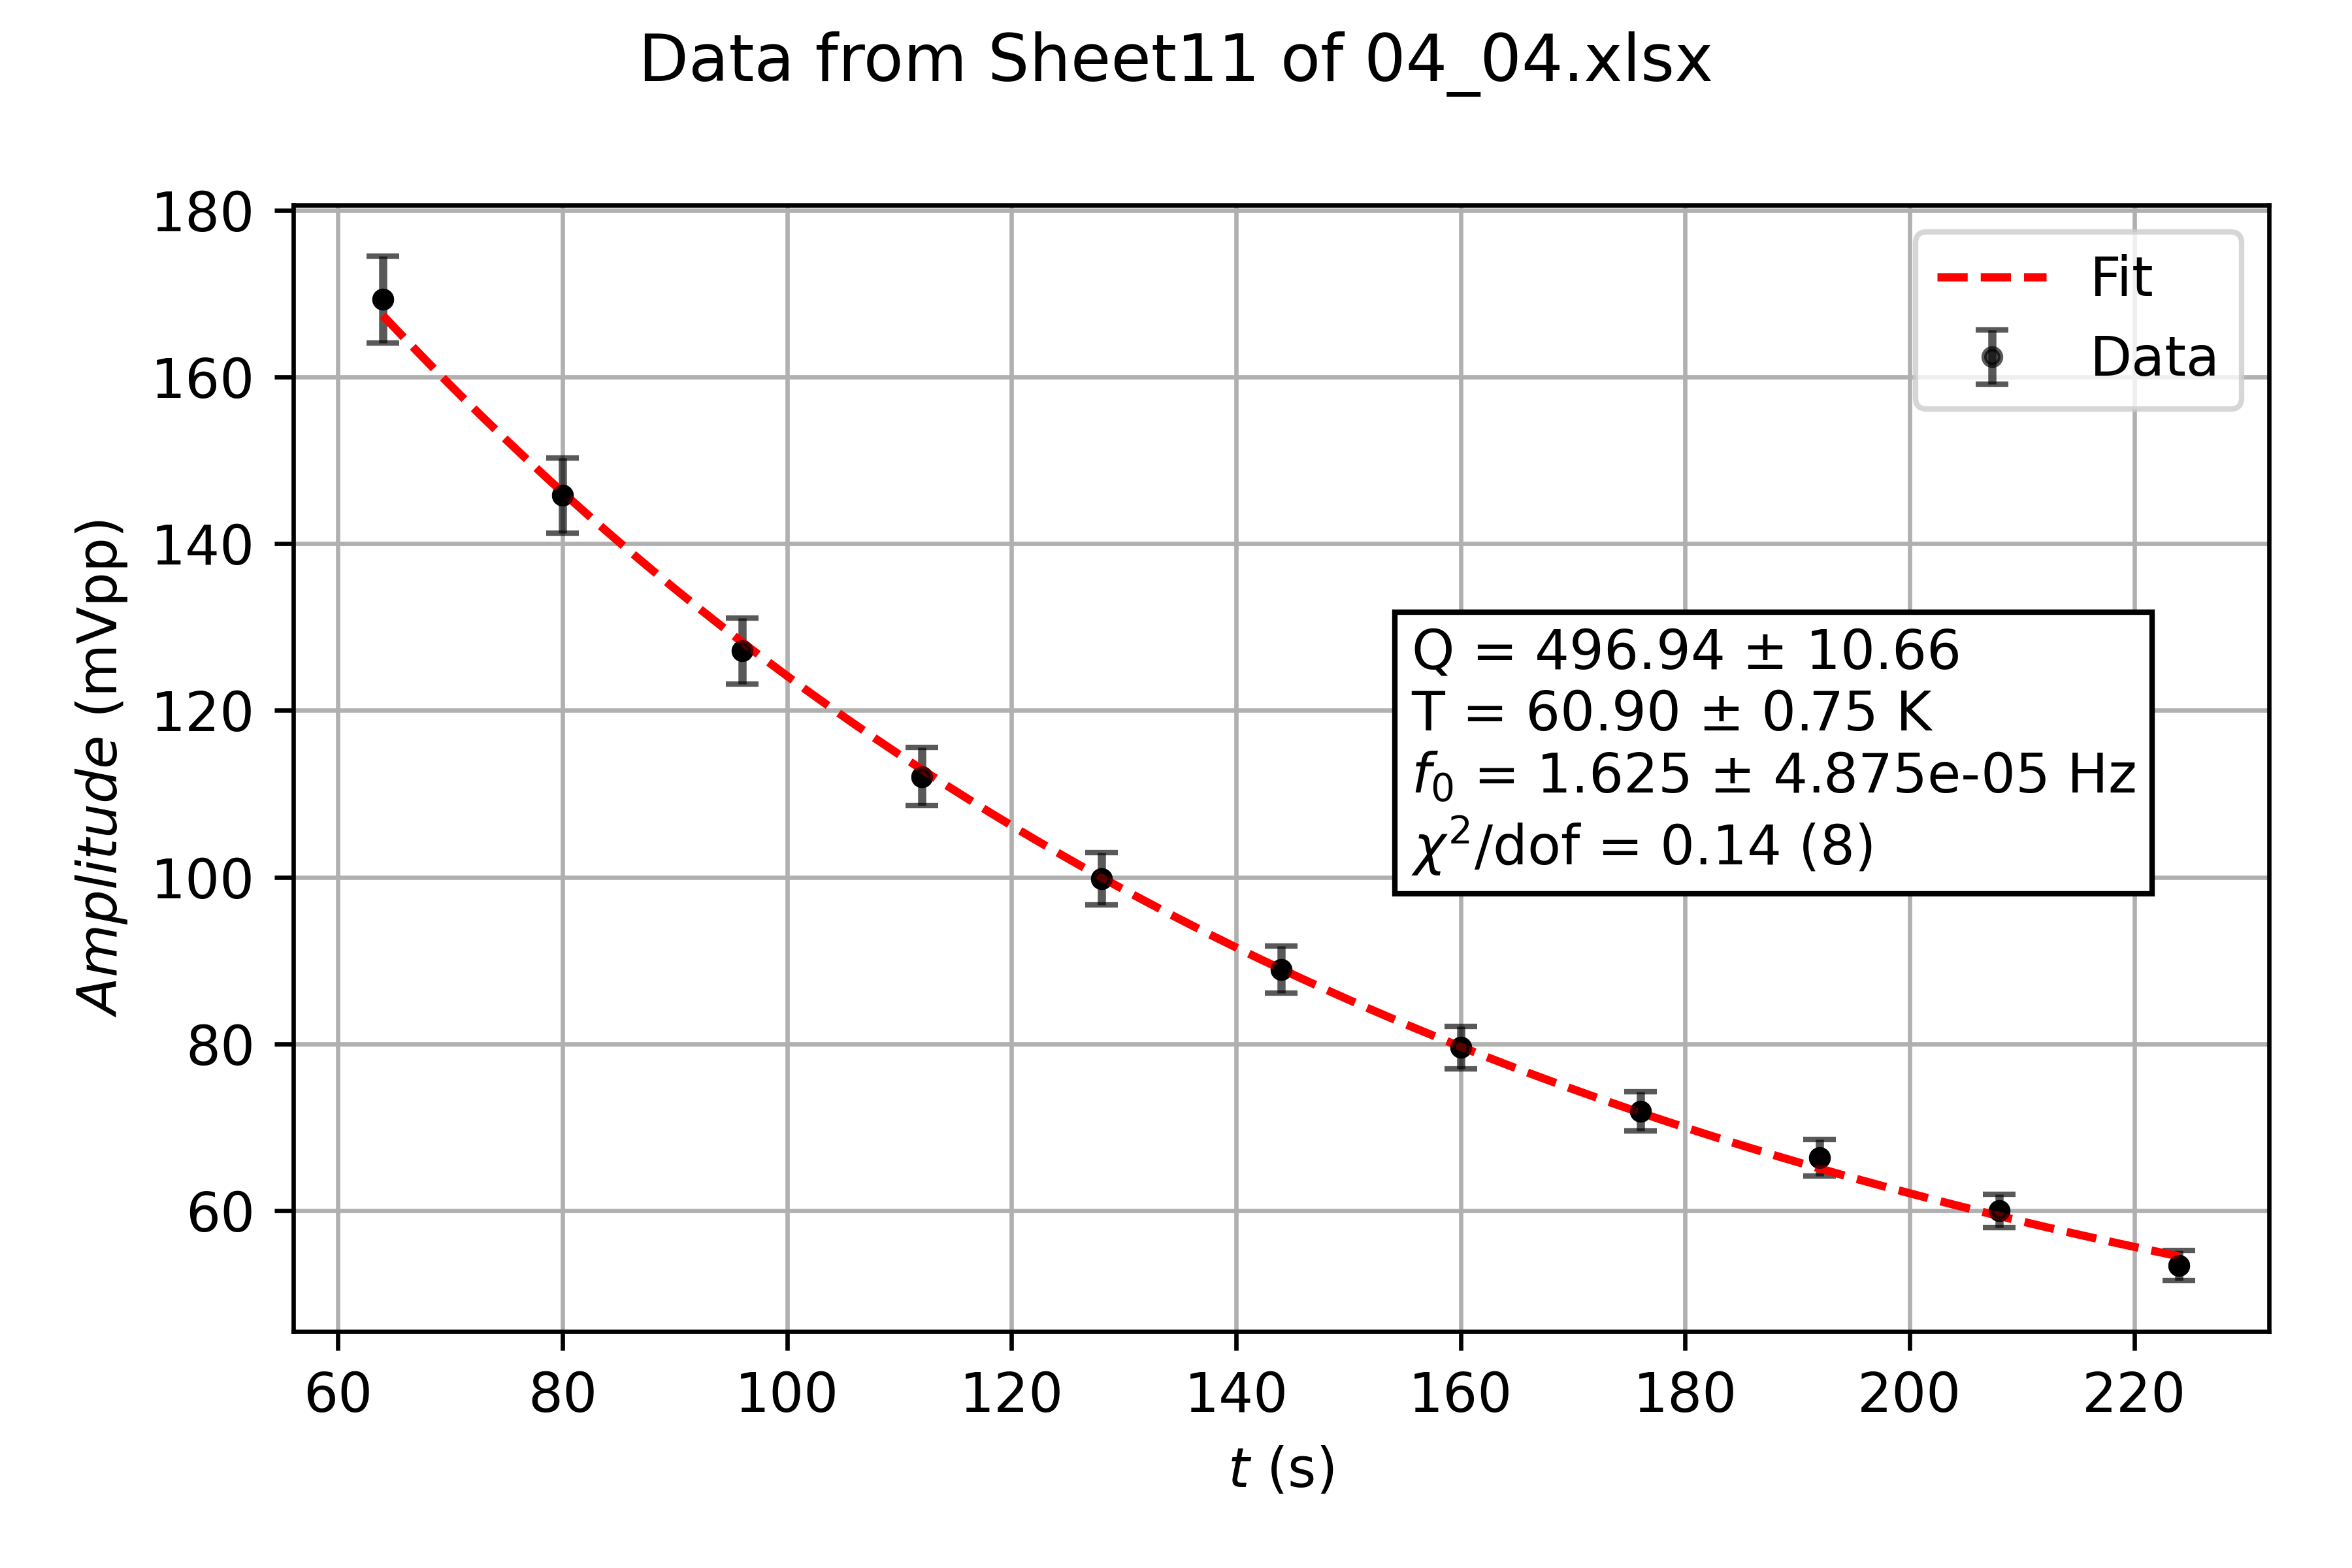 Data from Sheet11 of 04_04.xlsx
180
160
140
120
100
80
60
Amplitude (mVpp)
Fit
Data
Q = 496.94 ± 10.66
T = 60.90 ± 0.75 K
f₀ = 1.625 ± 4.875e-05 Hz
χ²/dof = 0.14 (8)
60 80 100 120 140 160 180 200 220
t (s)